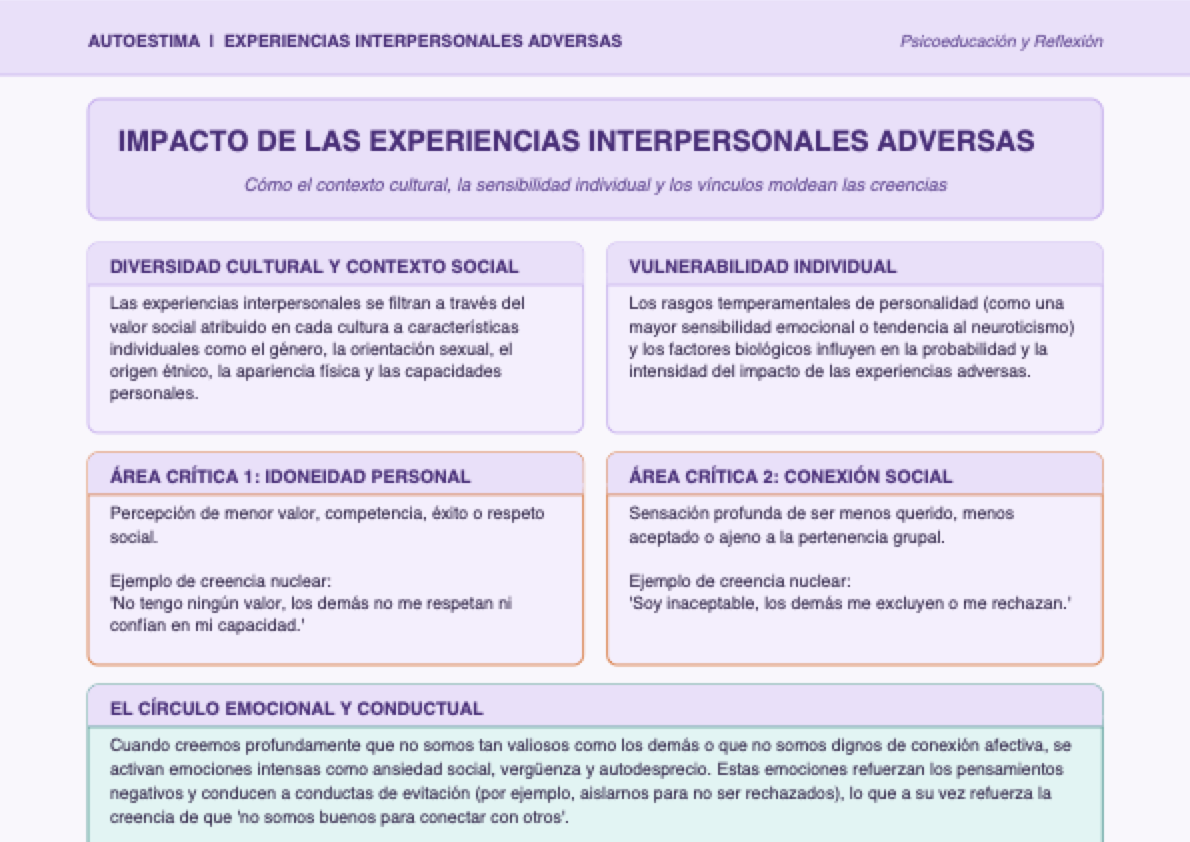 AUTOESTIMA | EXPERIENCIAS INTERPERSONALES ADVERSAS
Psicoeducación y Reflexión
IMPACTO DE LAS EXPERIENCIAS INTERPERSONALES ADVERSAS
Cómo el contexto cultural, la sensibilidad individual y los vínculos moldean las creencias
DIVERSIDAD CULTURAL Y CONTEXTO SOCIAL
Las experiencias interpersonales se filtran a través del
valor social atribuido en cada cultura a características
individuales como el género, la orientación sexual, el
origen étnico, la apariencia física y las capacidades
personales.
VULNERABILIDAD INDIVIDUAL
Los rasgos temperamentales de personalidad (como una
mayor sensibilidad emocional o tendencia al neuroticismo)
y los factores biológicos influyen en la probabilidad y la
intensidad del impacto de las experiencias adversas.
ÁREA CRÍTICA 1: IDONEIDAD PERSONAL
Percepción de menor valor, competencia, éxito o respeto
social.
Ejemplo de creencia nuclear:
'No tengo ningún valor, los demás no me respetan ni
confían en mi capacidad.'
ÁREA CRÍTICA 2: CONEXIÓN SOCIAL
Sensación profunda de ser menos querido, menos
aceptado o ajeno a la pertenencia grupal.
Ejemplo de creencia nuclear:
'Soy inaceptable, los demás me excluyen o me rechazan.'
EL CÍRCULO EMOCIONAL Y CONDUCTUAL
Cuando creemos profundamente que no somos tan valiosos como los demás o que no somos dignos de conexión afectiva, se
activan emociones intensas como ansiedad social, vergüenza y autodesprecio. Estas emociones refuerzan los pensamientos
negativos y conducen a conductas de evitación (por ejemplo, aislarnos para no ser rechazados), lo que a su vez refuerza la
creencia de que 'no somos buenos para conectar con otros'.